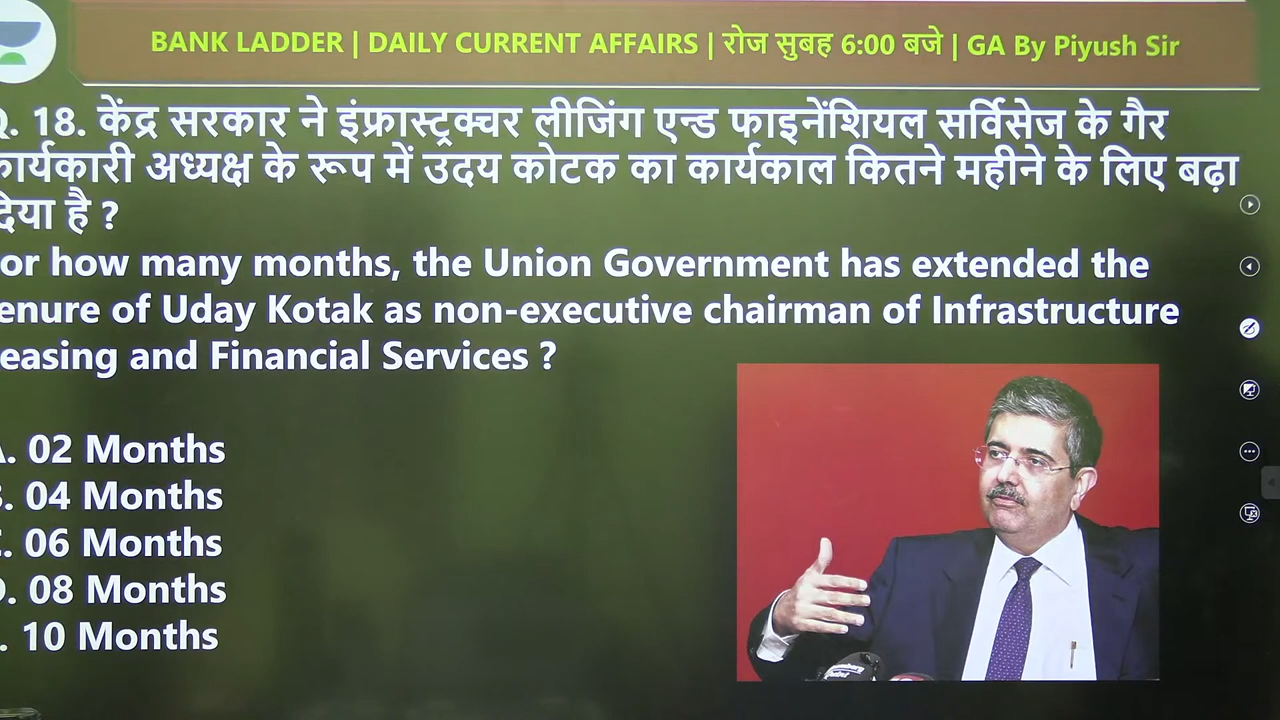 BANK LADDER | DAILY CURRENT AFFAIRS | रोज सुबह 6:00 बजे | GA By Piyush Sir
Q. 18. केंद्र सरकार ने इंफ्रास्ट्रक्चर लीजिंग एन्ड फाइनेंशियल सर्विसेज के गैर
कार्यकारी अध्यक्ष के रूप में उदय कोटक का कार्यकाल कितने महीने के लिए बढ़ा
दिया है ?
or how many months, the Union Government has extended the
enure of Uday Kotak as non-executive chairman of Infrastructure
easing and Financial Services ?
A. 02 Months
B. 04 Months
C. 06 Months
D. 08 Months
. 10 Months